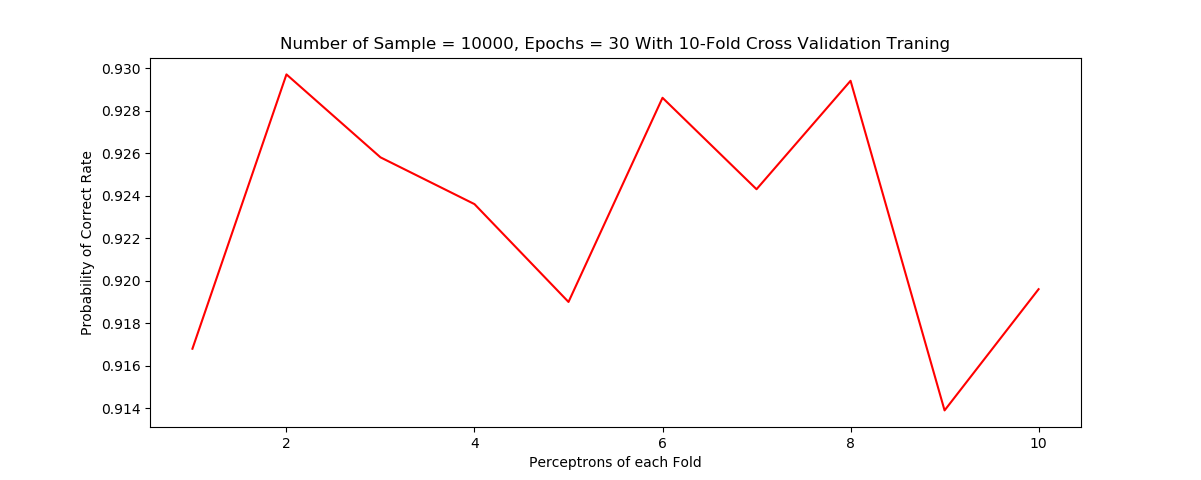 Number of Sample = 10000, Epochs = 30 With 10-Fold Cross Validation Traning
0.930
0.928
0.926
0.924
0.922
0.920
0.918
0.916
0.914
Probability of Correct Rate
2 4 6 8 10
Perceptrons of each Fold